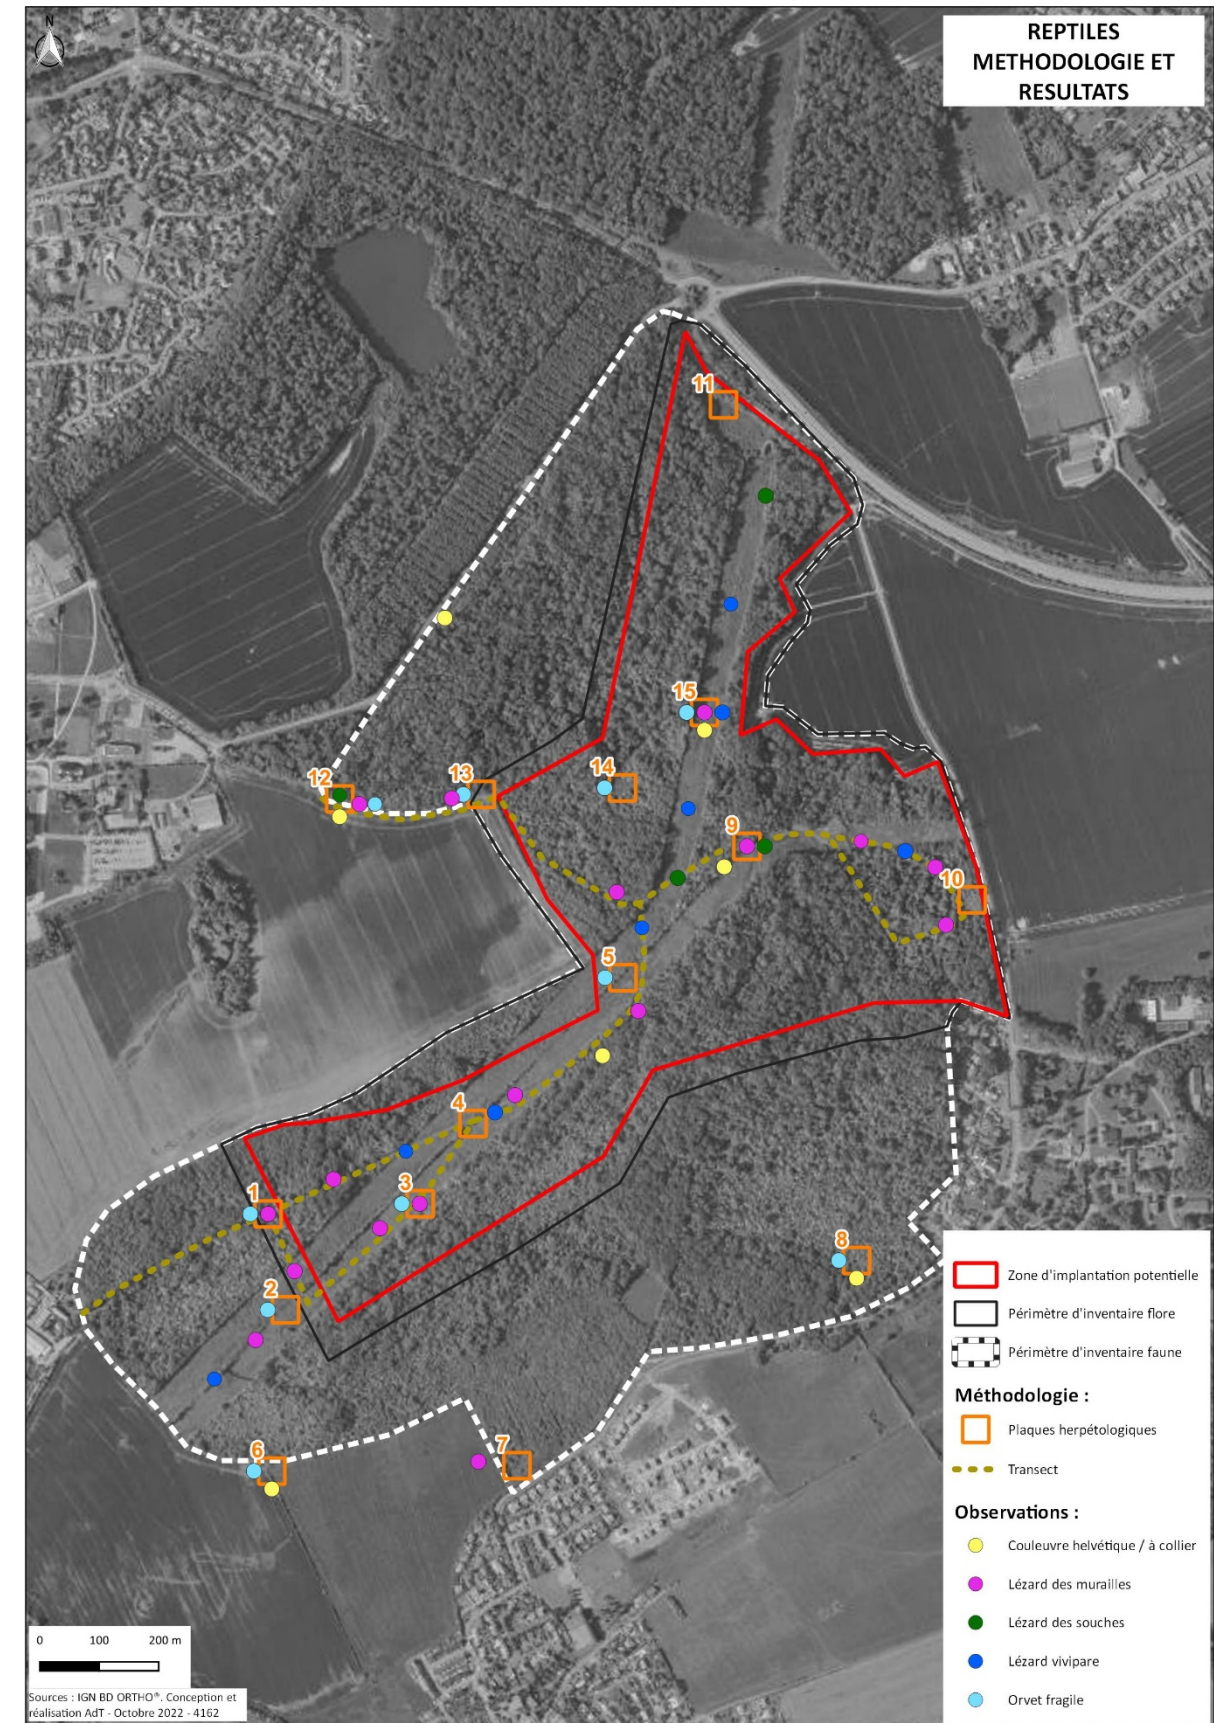 N
REPTILES
METHODOLOGIE ET
RESULTATS
11
15
12
13
14
9
10
5
4
1
3
2
8
6
7
Zone d'implantation potentielle
Périmètre d'inventaire flore
Périmètre d'inventaire faune
Méthodologie :
Plaques herpétologiques
Transect
Observations :
Couleuvre helvétique / à collier
Lézard des murailles
Lézard des souches
Lézard vivipare
Orvet fragile
0 100 200 m
Sources : IGN BD ORTHO®. Conception et
réalisation AdT - Octobre 2022 - 4162